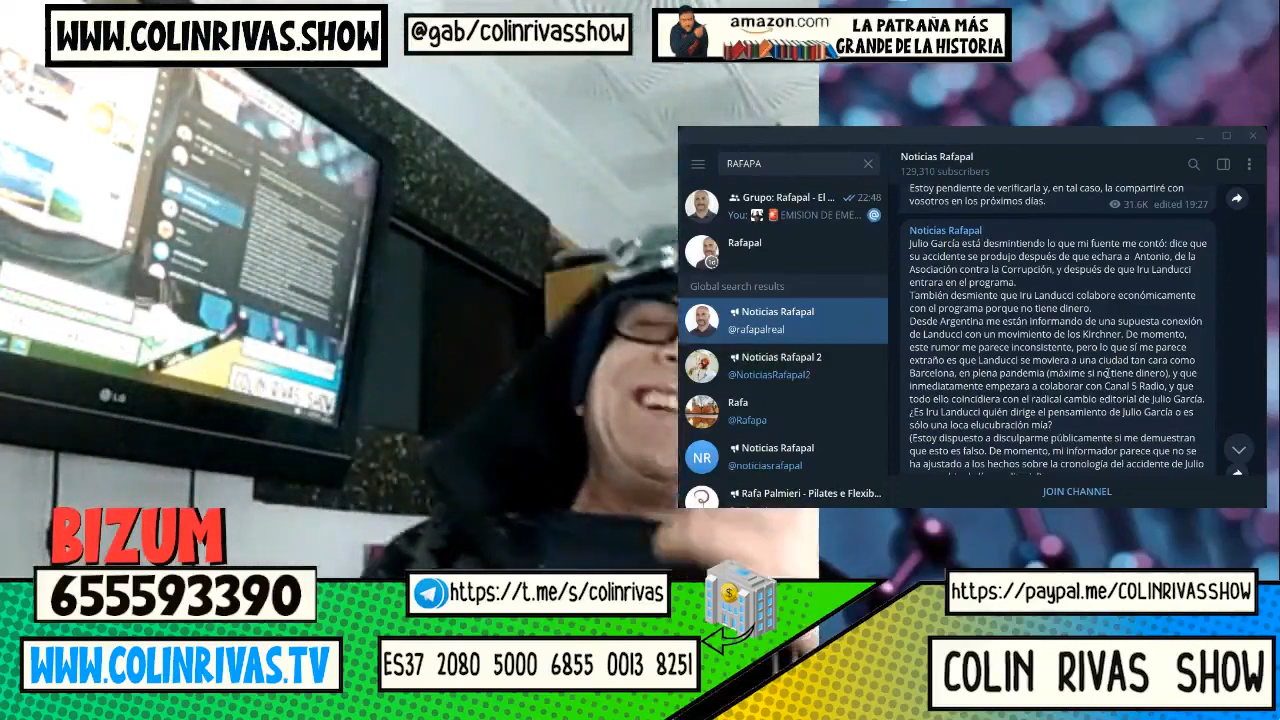 WWW.COLINRIVAS.SHOW
@gab/colinrivasshow
amazon.com
LA PATRAÑA MÁS
GRANDE DE LA HISTORIA
RAFAPA
Grupo: Rafapal - El ... 22:48
You: EMISION DE EME...
Rafapal
Global search results
Noticias Rafapal
@rafapalreal
Noticias Rafapal 2
@NoticiasRafapal2
Rafa
@Rafapa
NR
Noticias Rafapal
@noticiasrafapal
Rafa Palmieri - Pilates e Flexib...
Noticias Rafapal
129,310 subscribers
Estoy pendiente de verificarla y, en tal caso, la compartiré con
vosotros en los próximos días.
31.6K edited 19:27
Noticias Rafapal
Julio García está desmintiendo lo que mi fuente me contó: dice que
su accidente se produjo después de que echara a Antonio, de la
Asociación contra la Corrupción, y después de que Iru Landucci
entrara en el programa.
También desmiente que Iru Landucci colabore económicamente
con el programa porque no tiene dinero.
Desde Argentina me están informando de una supuesta conexión
de Landucci con un movimiento de los Kirchner. De momento,
este rumor me parece inconsistente, pero lo que sí me parece
extraño es que Landucci se moviera a una ciudad tan cara como
Barcelona, en plena pandemia (máxime si no tiene dinero), y que
inmediatamente empezara a colaborar con Canal 5 Radio, y que
todo ello coincidiera con el radical cambio editorial de Julio García.
¿Es Iru Landucci quién dirige el pensamiento de Julio García o es
sólo una loca elucubración mía?
(Estoy dispuesto a disculparme públicamente si me demuestran
que esto es falso. De momento, mi informador parece que no se
ha ajustado a los hechos sobre la cronología del accidente de Julio
JOIN CHANNEL
LG
BIZUM
655593390
WWW.COLINRIVAS.TV
https://t.me/s/colinrivas
ES37 2080 5000 6855 0013 8251
https://paypal.me/COLINRIVASSHOW
COLIN RIVAS SHOW